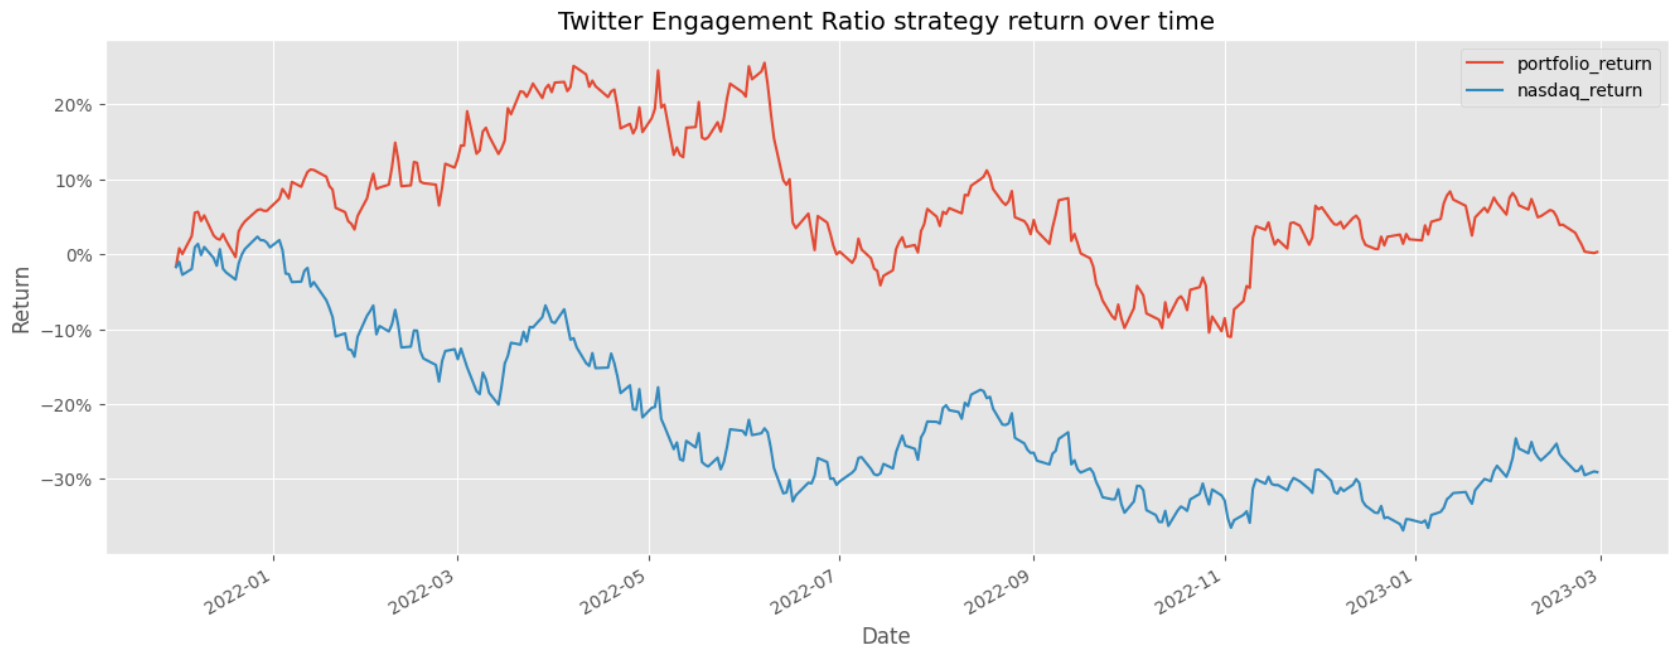 Twitter Engagement Ratio strategy return over time
portfolio_return
nasdaq_return
20%
10%
0%
−10%
−20%
−30%
Return
2022-01
2022-03
2022-05
2022-07
2022-09
2022-11
2023-01
2023-03
Date